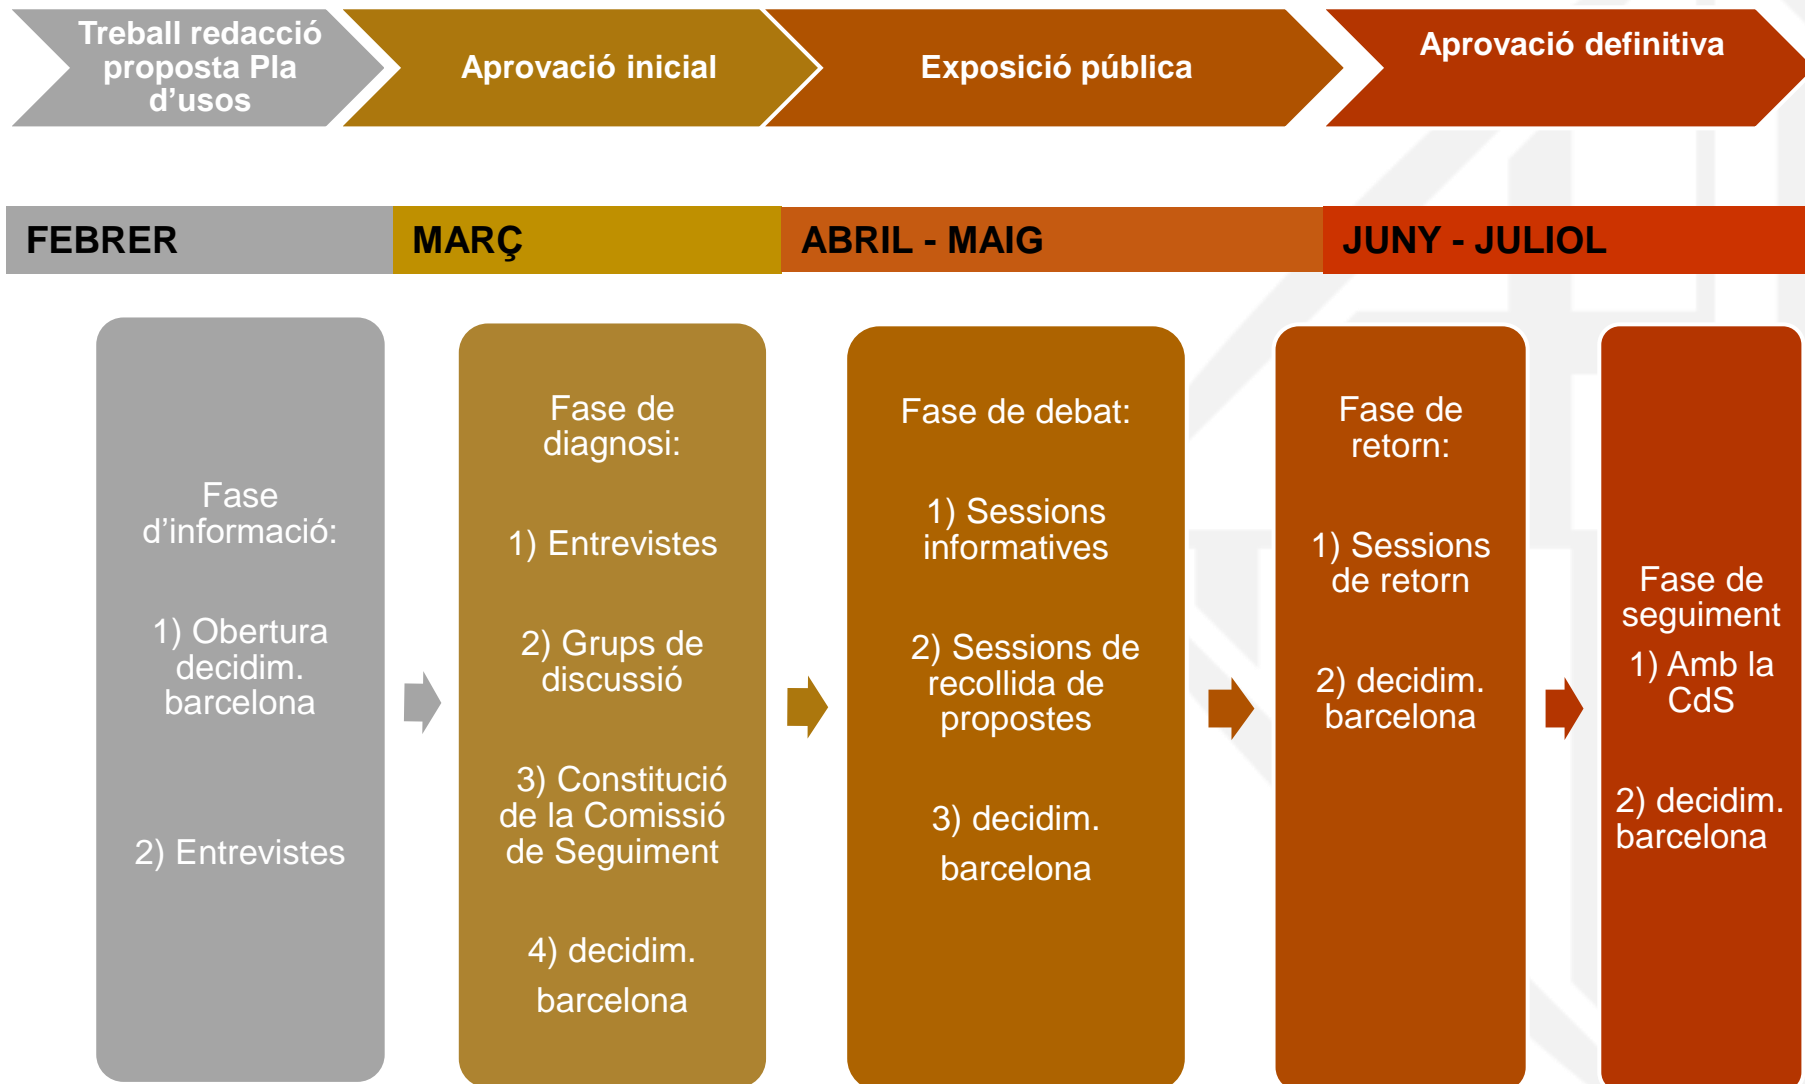 Treball redacció
proposta Pla
d’usos
Aprovació inicial
Exposició pública
Aprovació definitiva
FEBRER
MARÇ
ABRIL - MAIG
JUNY - JULIOL
Fase
d’informació:
1) Obertura
decidim.
barcelona
2) Entrevistes
Fase de
diagnosi:
1) Entrevistes
2) Grups de
discussió
3) Constitució
de la Comissió
de Seguiment
4) decidim.
barcelona
Fase de debat:
1) Sessions
informatives
2) Sessions de
recollida de
propostes
3) decidim.
barcelona
Fase de
retorn:
1) Sessions
de retorn
2) decidim.
barcelona
Fase de
seguiment
1) Amb la
CdS
2) decidim.
barcelona